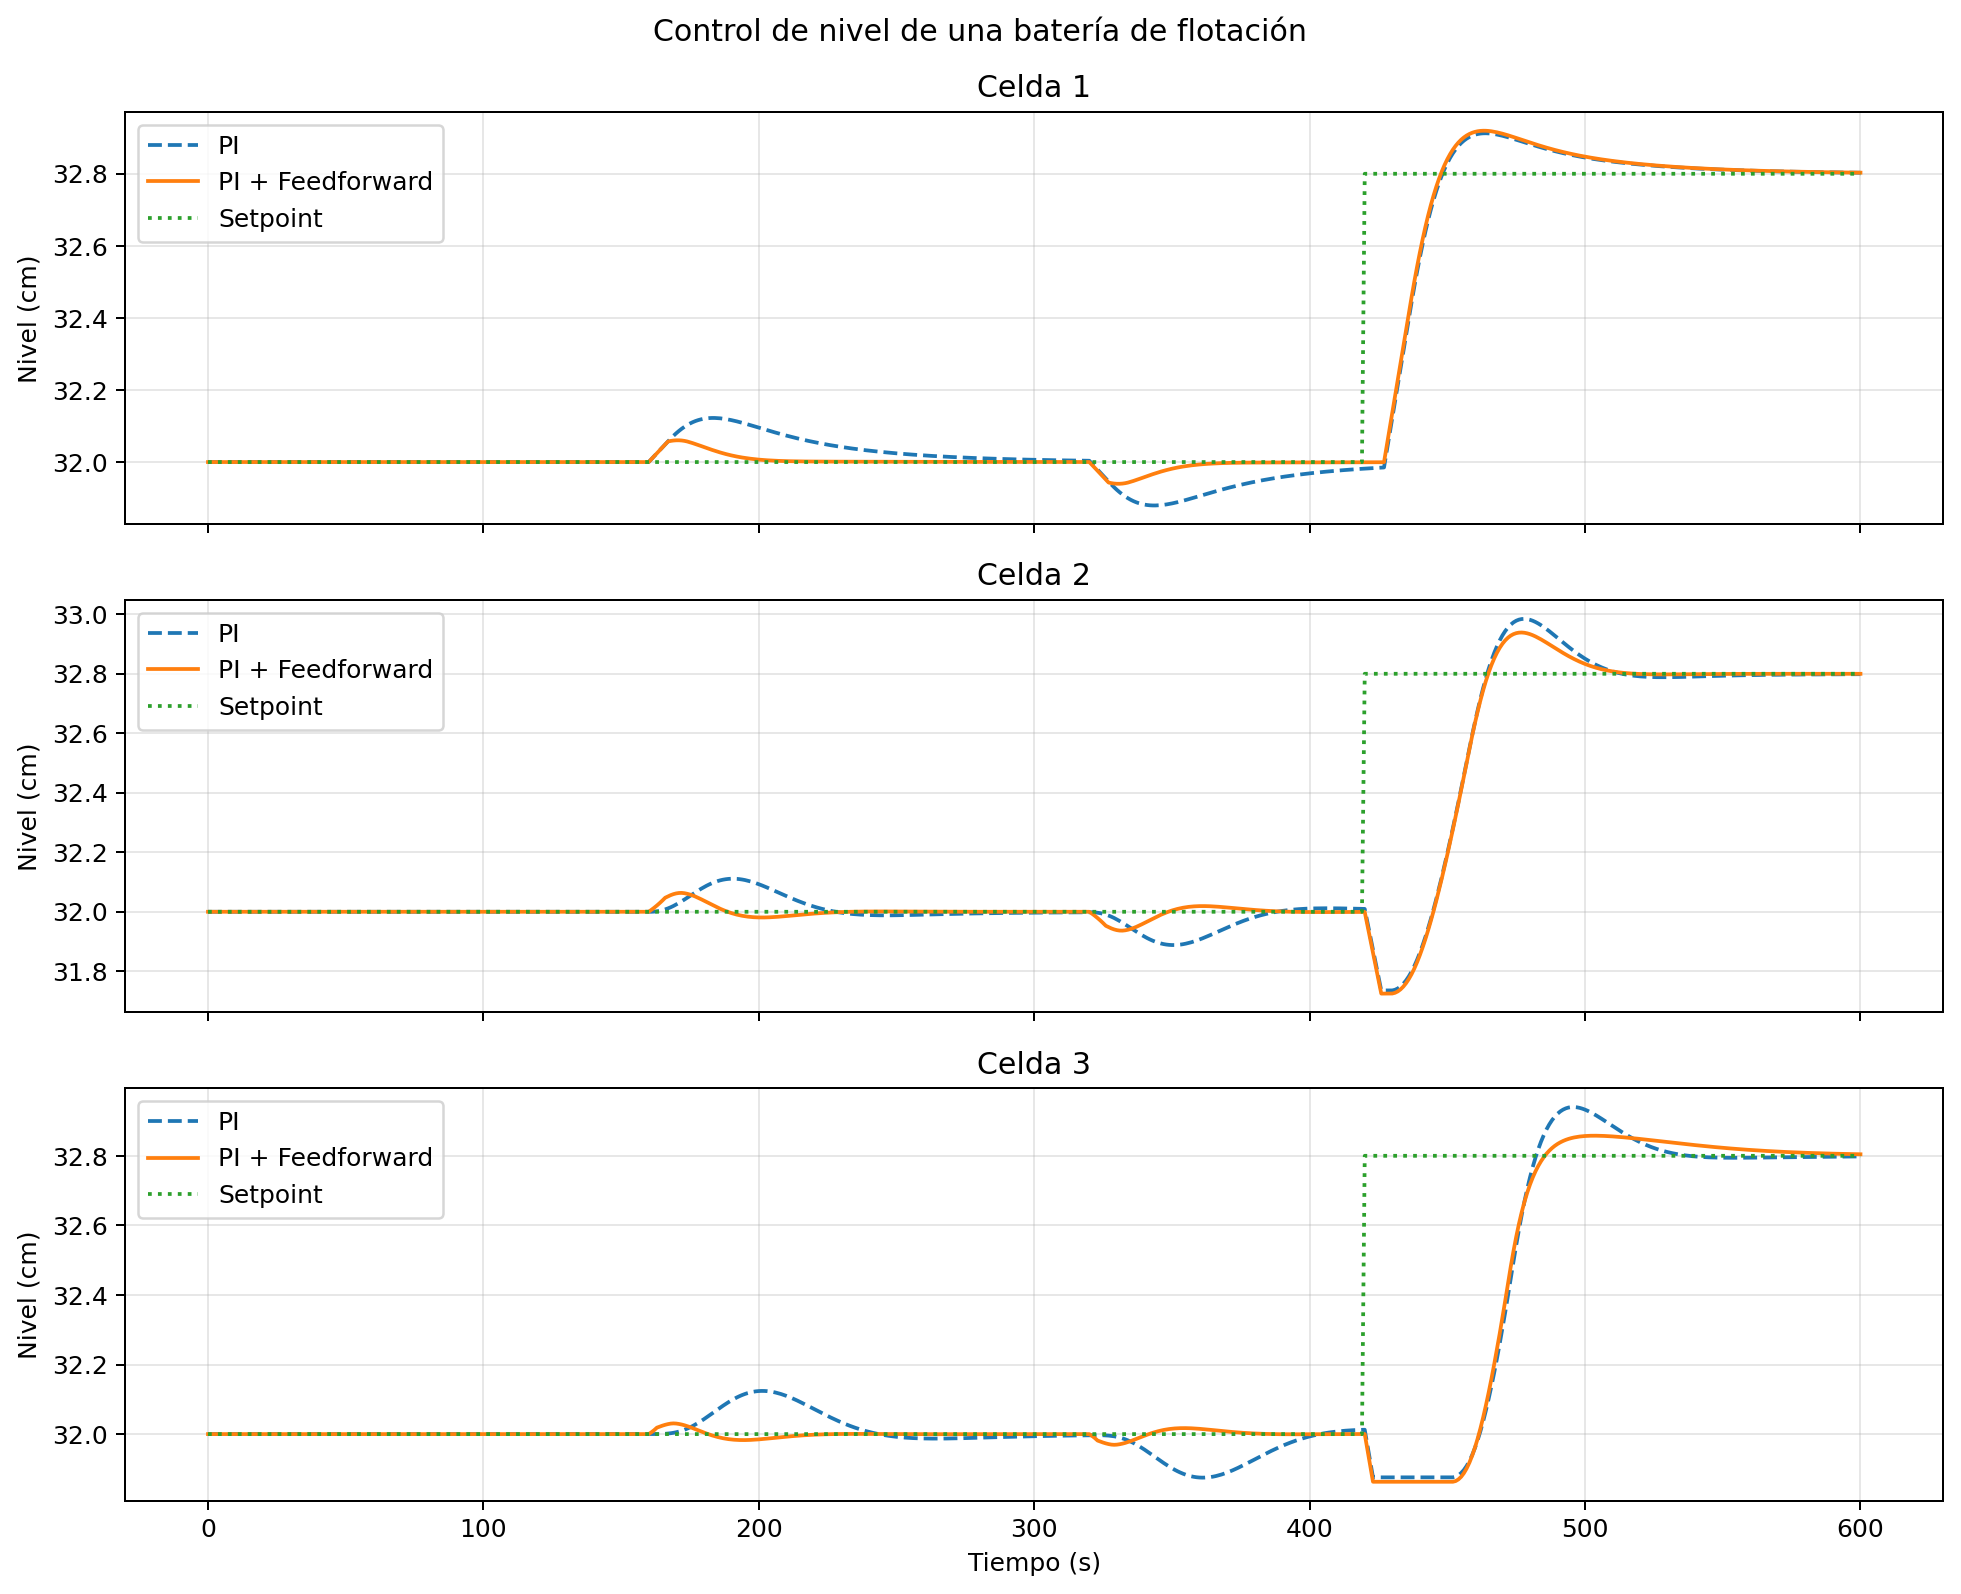 Control de nivel de una batería de flotación
Celda 1
PI
PI + Feedforward
Setpoint
Nivel (cm)
32.8
32.6
32.4
32.2
32.0
Celda 2
PI
PI + Feedforward
Setpoint
Nivel (cm)
33.0
32.8
32.6
32.4
32.2
32.0
31.8
Celda 3
PI
PI + Feedforward
Setpoint
Nivel (cm)
32.8
32.6
32.4
32.2
32.0
0 100 200 300 400 500 600
Tiempo (s)